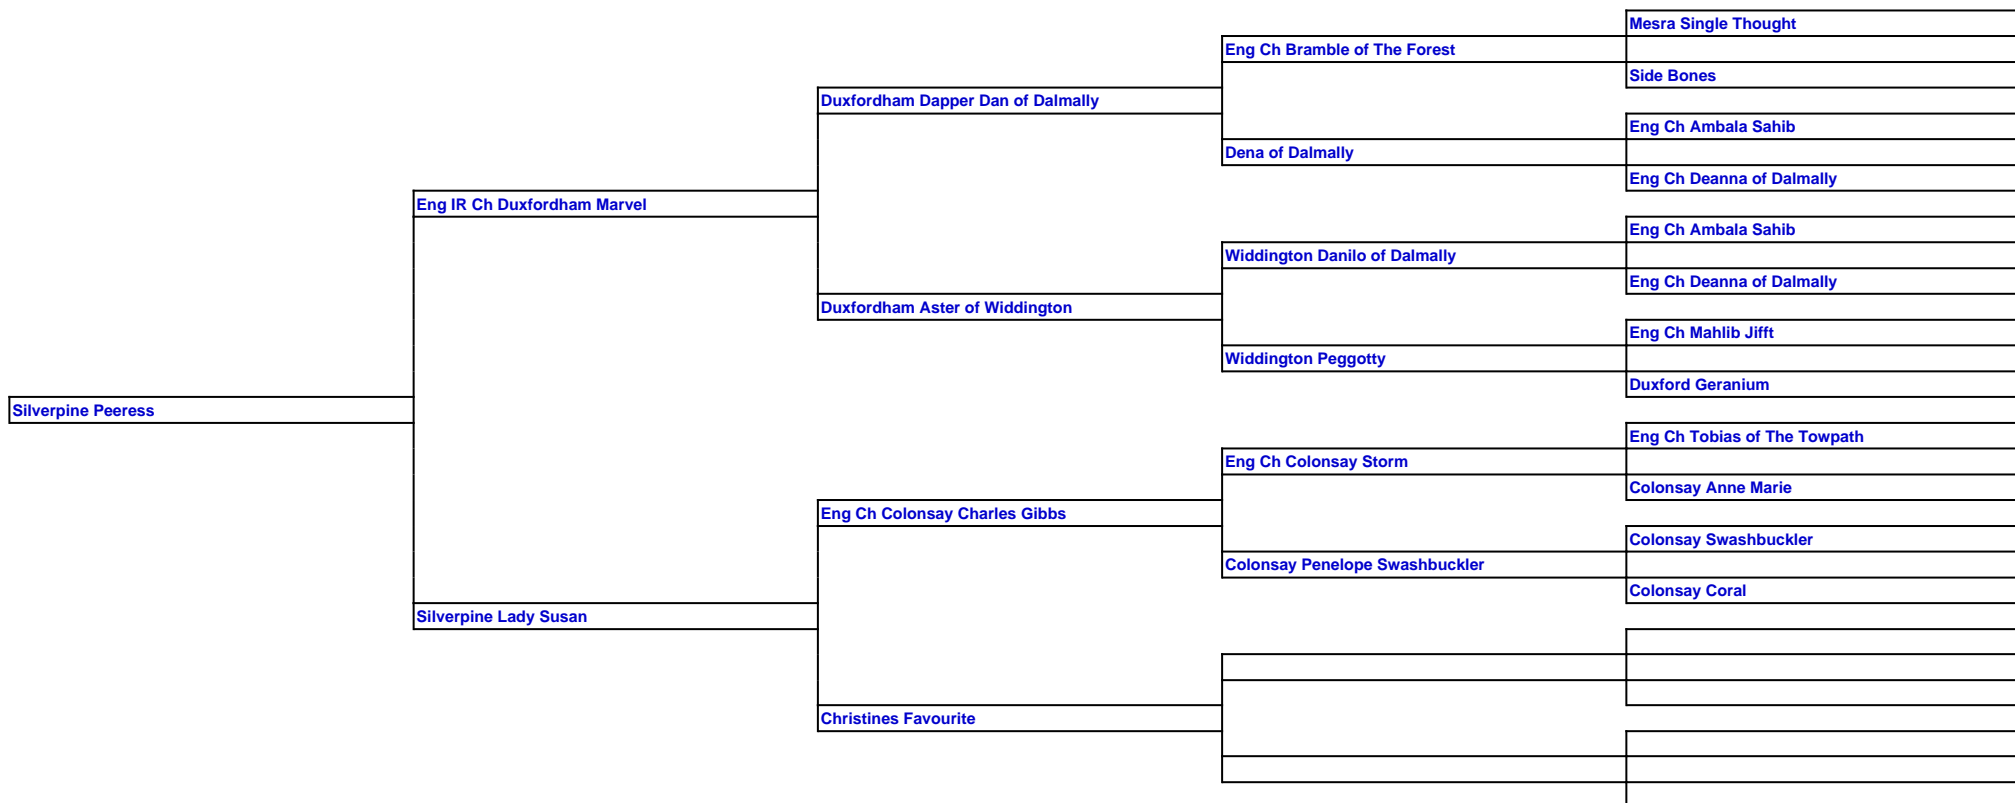 Mesra Single Thought
Eng Ch Bramble of The Forest
Side Bones
Duxfordham Dapper Dan of Dalmally
Eng Ch Ambala Sahib
Dena of Dalmally
Eng Ch Deanna of Dalmally
Eng IR Ch Duxfordham Marvel
Eng Ch Ambala Sahib
Widdington Danilo of Dalmally
Eng Ch Deanna of Dalmally
Duxfordham Aster of Widdington
Eng Ch Mahlib Jifft
Widdington Peggotty
Duxford Geranium
Silverpine Peeress
Eng Ch Tobias of The Towpath
Eng Ch Colonsay Storm
Colonsay Anne Marie
Eng Ch Colonsay Charles Gibbs
Colonsay Swashbuckler
Colonsay Penelope Swashbuckler
Colonsay Coral
Silverpine Lady Susan
Christines Favourite